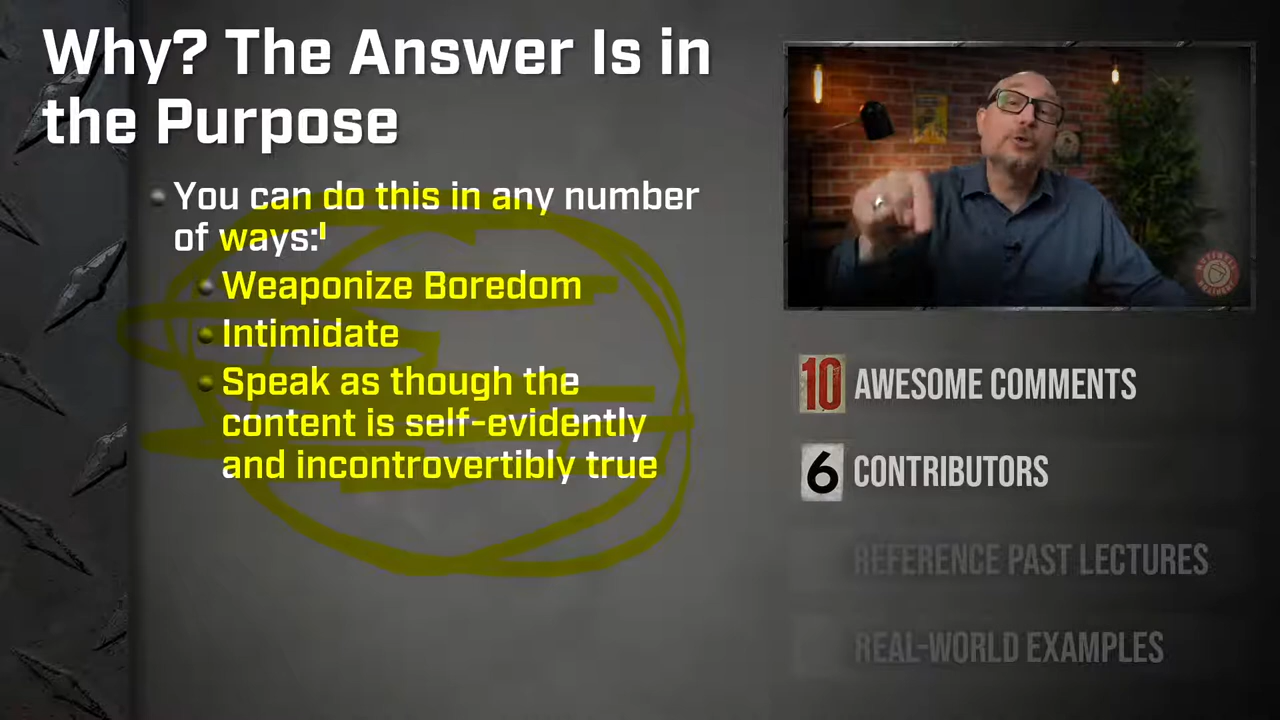 Why? The Answer Is in
the Purpose
You can do this in any number
of ways:
Weaponize Boredom
Intimidate
Speak as though the
content is self-evidently
and incontrovertibly true
10 AWESOME COMMENTS
6 CONTRIBUTORS
REFERENCE PAST LECTURES
REAL-WORLD EXAMPLES